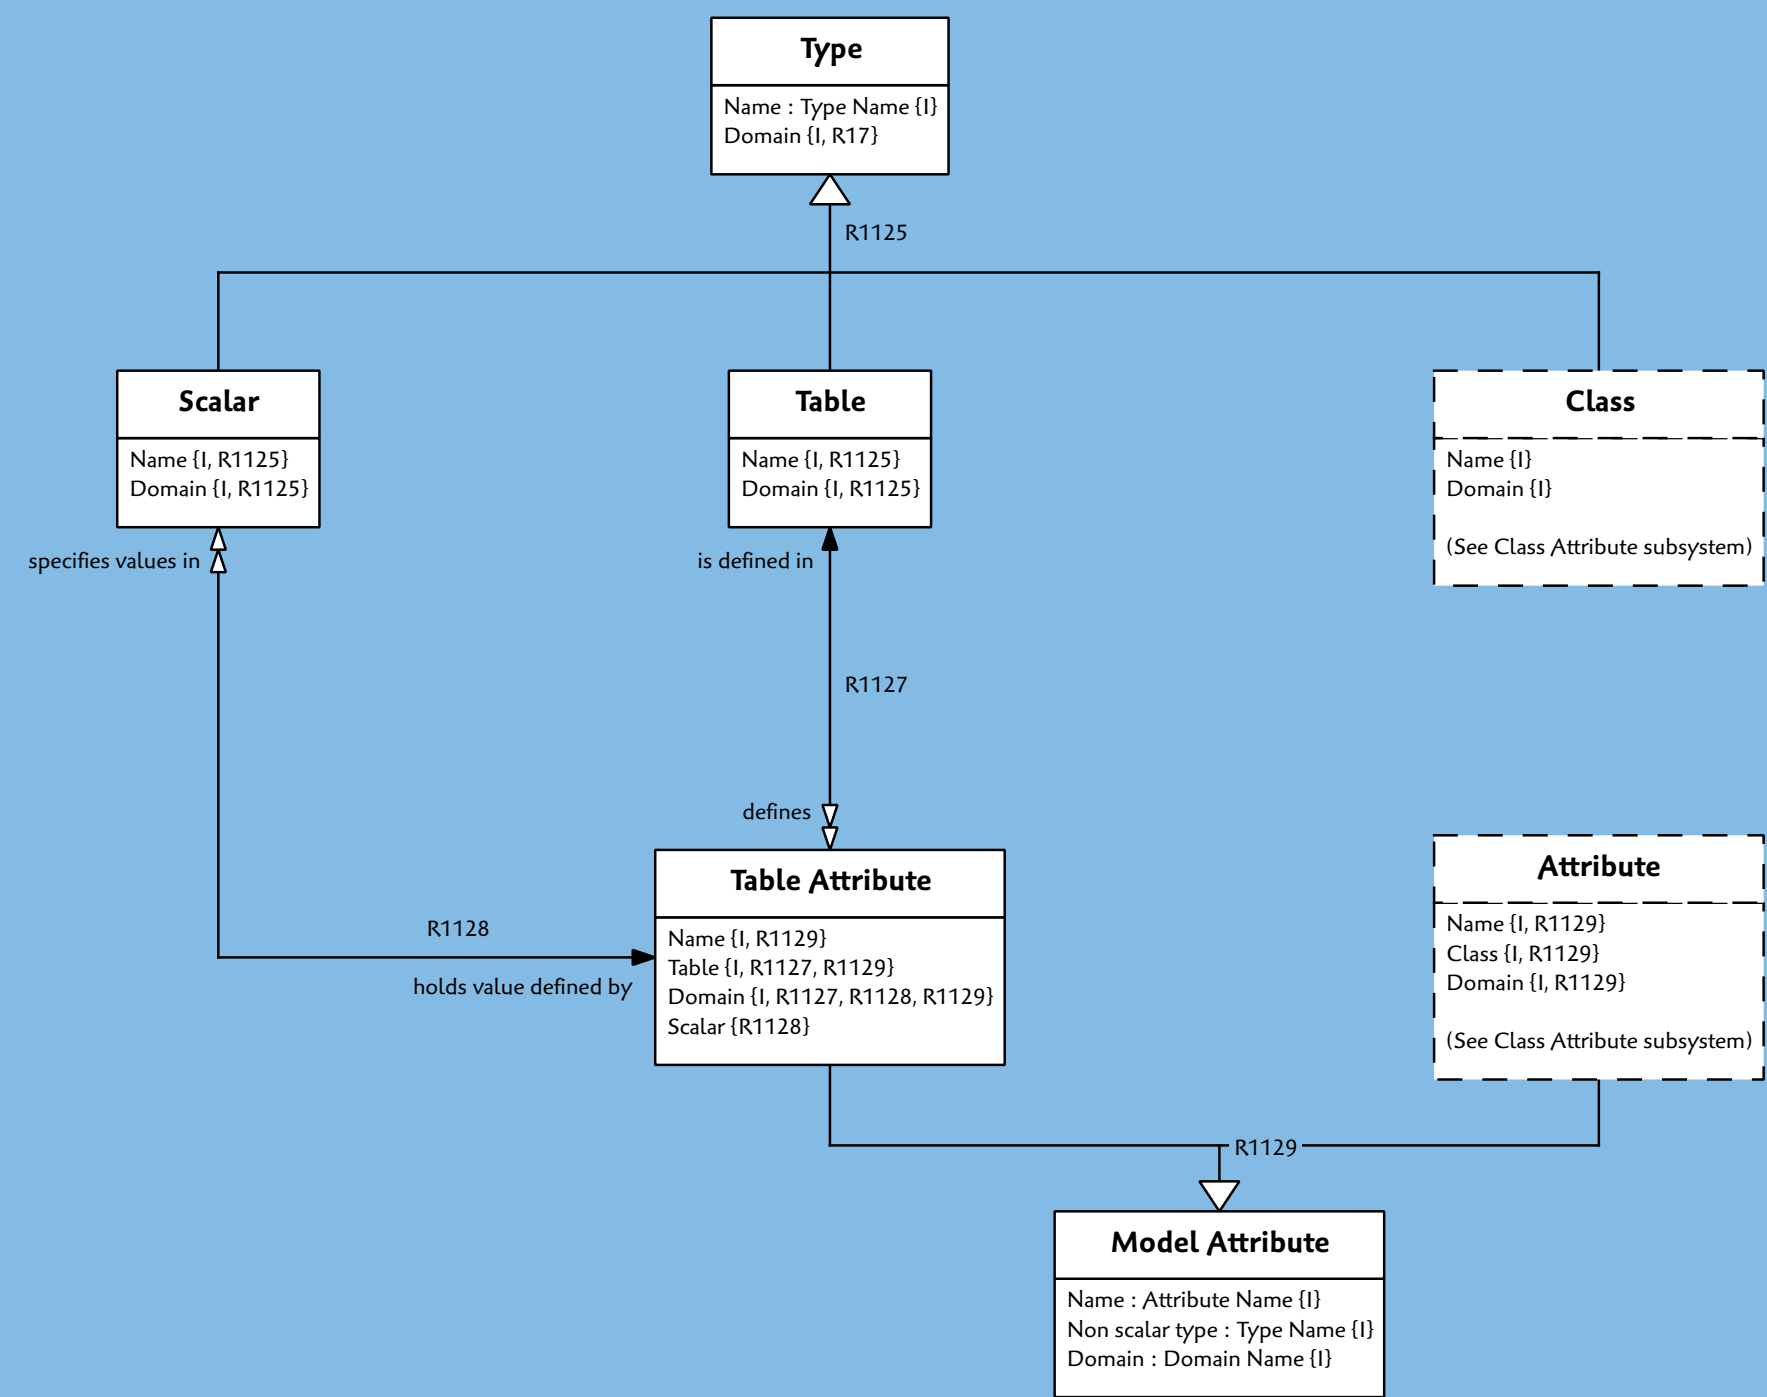 Type
Name : Type Name {I}
Domain {I, R17}
R1125
Scalar
Name {I, R1125}
Domain {I, R1125}
Table
Name {I, R1125}
Domain {I, R1125}
Class
Name {I}
Domain {I}
(See Class Attribute subsystem)
specifies values in
is defined in
R1127
defines
R1128
holds value defined by
Table Attribute
Name {I, R1129}
Table {I, R1127, R1129}
Domain {I, R1127, R1128, R1129}
Scalar {R1128}
Attribute
Name {I, R1129}
Class {I, R1129}
Domain {I, R1129}
(See Class Attribute subsystem)
R1129
Model Attribute
Name : Attribute Name {I}
Non scalar type : Type Name {I}
Domain : Domain Name {I}